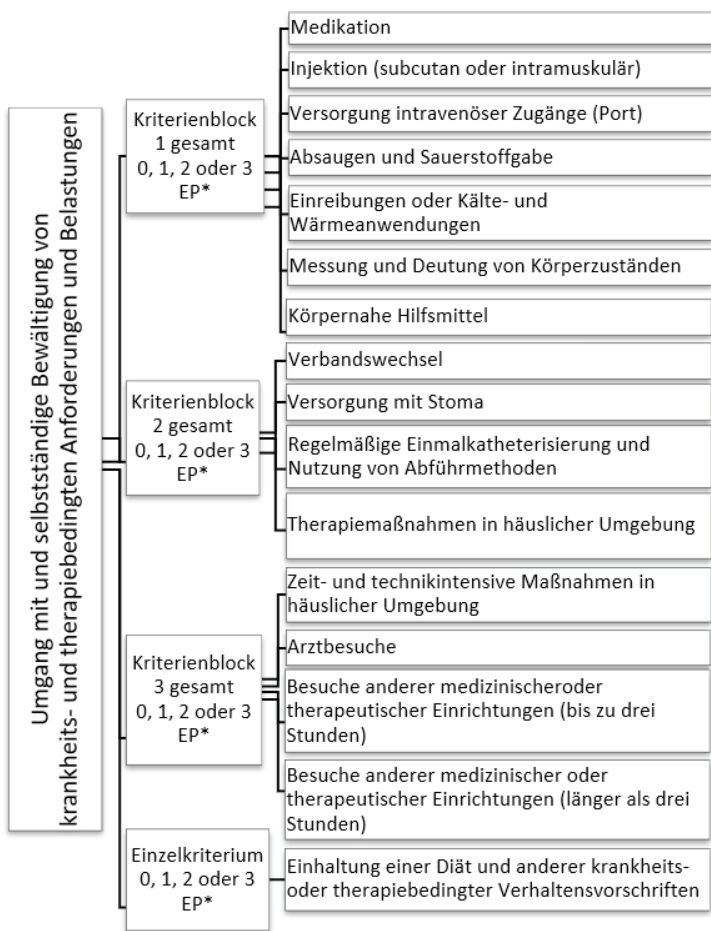 Umgang mit und selbstständige Bewältigung von
krankheits- und therapiebedingten Anforderungen und Belastungen
Kriterienblock
1 gesamt
0, 1, 2 oder 3
EP*
Medikation
Injektion (subcutan oder intramuskulär)
Versorgung intravenöser Zugänge (Port)
Absaugen und Sauerstoffgabe
Einreibungen oder Kälte- und
Wärmeanwendungen
Messung und Deutung von Körperzuständen
Körpernahe Hilfsmittel
Kriterienblock
2 gesamt
0, 1, 2 oder 3
EP*
Verbandswechsel
Versorgung mit Stoma
Regelmäßige Einmalkatheterisierung und
Nutzung von Abführmethoden
Therapiemaßnahmen in häuslicher Umgebung
Kriterienblock
3 gesamt
0, 1, 2 oder 3
EP*
Zeit- und technikintensive Maßnahmen in
häuslicher Umgebung
Arztbesuche
Besuche anderer medizinischeroder
therapeutischer Einrichtungen (bis zu drei
Stunden)
Besuche anderer medizinischer oder
therapeutischer Einrichtungen (länger als drei
Stunden)
Einzelkriterium
0, 1, 2 oder 3
EP*
Einhaltung einer Diät und anderer krankheits-
oder therapiebedingter Verhaltensvorschriften